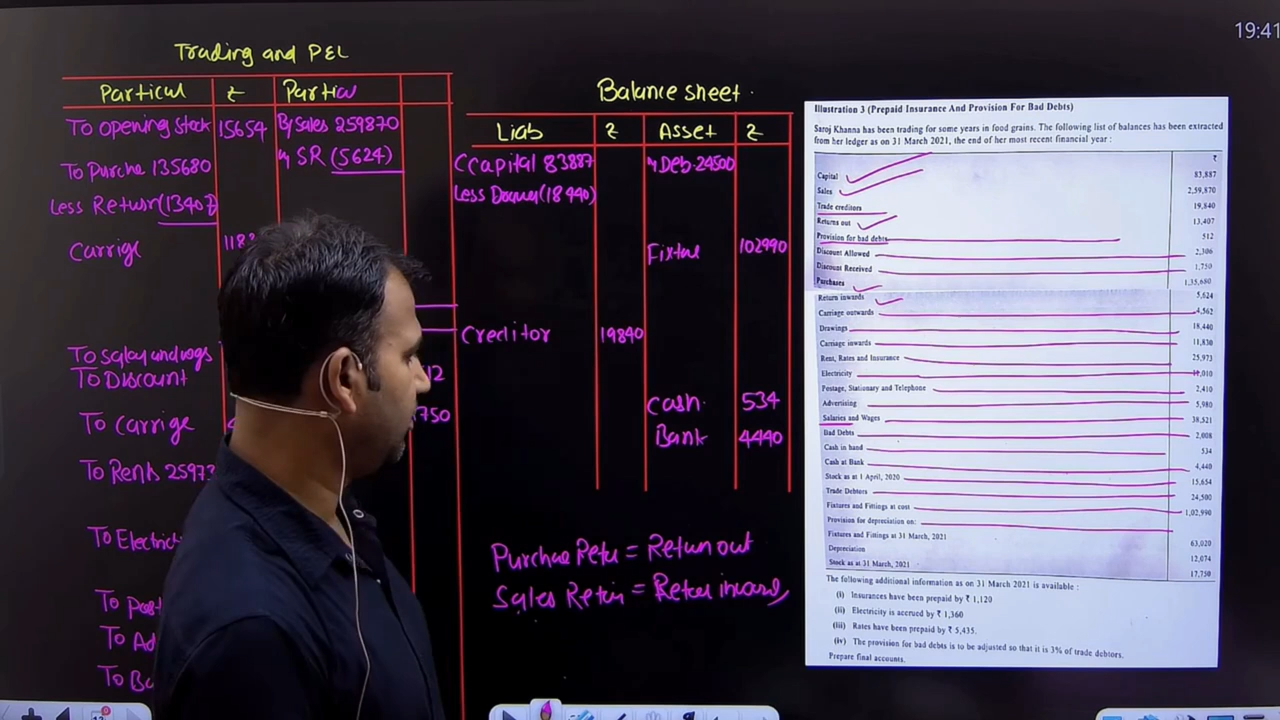 19:41
Trading and P&L
Particul ₹ Particul
To opening stock 15654 By Sales 259870
To Purcha 135680 SR (5624)
Less Return (13407
Carrige
To Salay and wages
To Discount
To Carrige 750
To Rent 25973
To Electric
To Post
To Ad
To Ba
Balance sheet
Liab ₹ Asset ₹
Capital 83887 Deb. 24500
Less Drawer (18440)
Fixture 102990
Creditor 19840
Cash. 534
Bank 4440
Purchase Retu = Return out
Sales Return = Retur inward
Illustration 3 (Prepaid Insurance And Provision For Bad Debts)
Saroj Khanna has been trading for some years in food grains. The following list of balances has been extracted
from her ledger as on 31 March 2021, the end of her most recent financial year :
₹
Capital 83,887
Sales 2,59,870
Trade creditors 19,840
Returns out 13,407
Provision for bad debts 512
Discount Allowed 2,306
Discount Received 1,750
Purchases 1,35,680
Return inwards 5,624
Carriage outwards 4,562
Drawings 18,440
Carriage inwards 11,830
Rent, Rates and Insurance 25,973
Electricity 11,010
Postage, Stationary and Telephone 2,410
Advertising 5,980
Salaries and Wages 38,521
Bad Debts 2,008
Cash in hand 534
Cash at Bank 4,440
Stock as at 1 April, 2020 15,654
Trade Debtors 24,500
Fixtures and Fittings at cost 1,02,990
Provision for depreciation on:
Fixtures and Fittings at 31 March, 2021 63,020
Depreciation 12,074
Stock as at 31 March, 2021 17,750
The following additional information as on 31 March 2021 is available :
(i) Insurances have been prepaid by ₹ 1,120
(ii) Electricity is accrued by ₹ 1,360
(iii) Rates have been prepaid by ₹ 5,435.
(iv) The provision for bad debts is to be adjusted so that it is 3% of trade debtors.
Prepare final accounts.